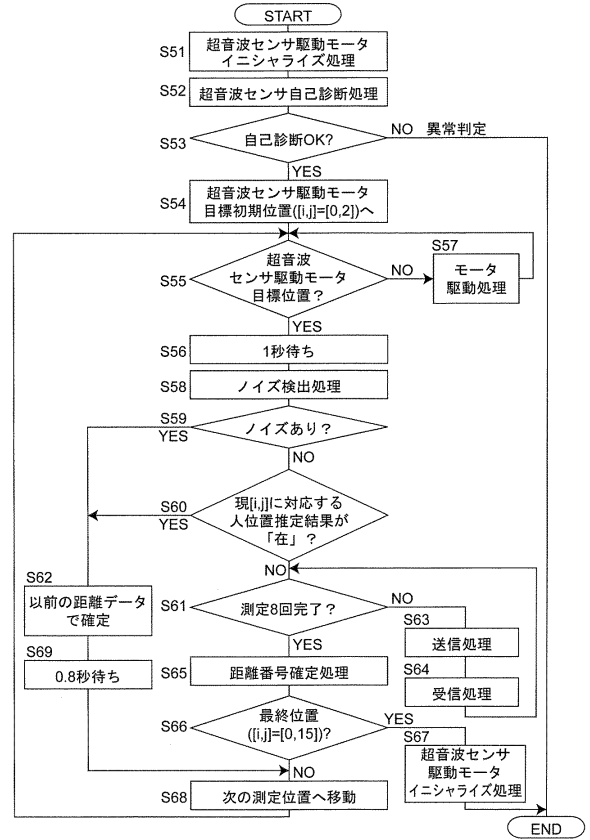 START
S51
超音波センサ駆動モータ
イニシャライズ処理
S52
超音波センサ自己診断処理
S53
自己診断OK?
NO 異常判定
YES
S54
超音波センサ駆動モータ
目標初期位置([i,j]=[0,2])へ
S55
超音波
センサ駆動モータ
目標位置？
NO
S57
モータ
駆動処理
YES
S56
1秒待ち
S58
ノイズ検出処理
S59
YES
ノイズあり？
NO
S60
YES
現[i,j]に対応する
人位置推定結果が
「在」？
NO
S62
以前の距離データ
で確定
S61
測定8回完了？
NO
S63
送信処理
YES
S64
受信処理
S69
0.8秒待ち
S65
距離番号確定処理
S66
最終位置
([i,j]=[0,15])?
YES
S67
超音波センサ
駆動モータ
イニシャライズ処理
NO
S68
次の測定位置へ移動
END